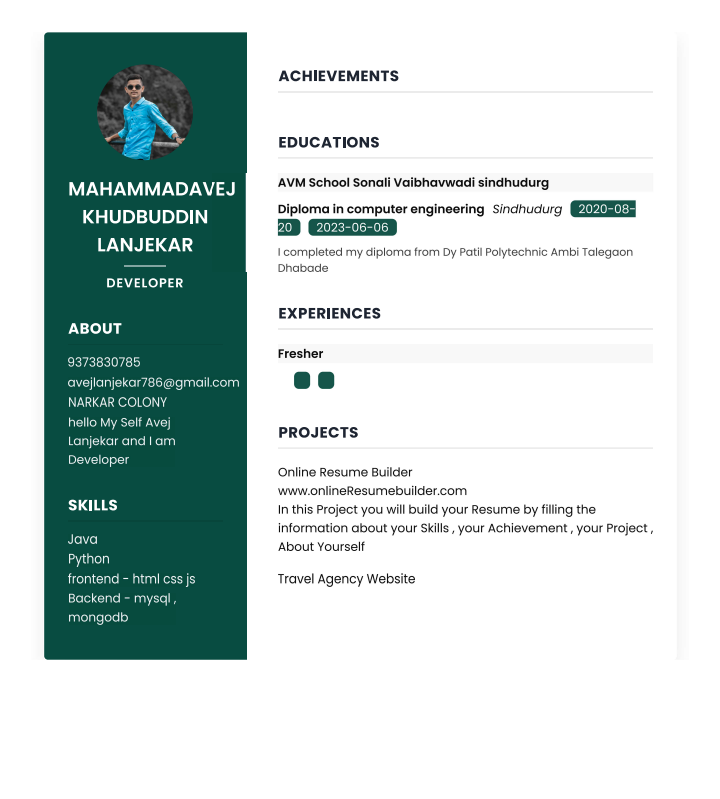 MAHAMMADAVEJ
KHUDBUDDIN
LANJEKAR
DEVELOPER
ABOUT
9373830785
avejlanjekar786@gmail.com
NARKAR COLONY
hello My Self Avej
Lanjekar and I am
Developer
SKILLS
Java
Python
frontend - html css js
Backend - mysql ,
mongodb
ACHIEVEMENTS
EDUCATIONS
AVM School Sonali Vaibhavwadi sindhudurg
Diploma in computer engineering Sindhudurg 2020-08-
20 2023-06-06
I completed my diploma from Dy Patil Polytechnic Ambi Talegaon
Dhabade
EXPERIENCES
Fresher
PROJECTS
Online Resume Builder
www.onlineResumebuilder.com
In this Project you will build your Resume by filling the
information about your Skills , your Achievement , your Project ,
About Yourself
Travel Agency Website